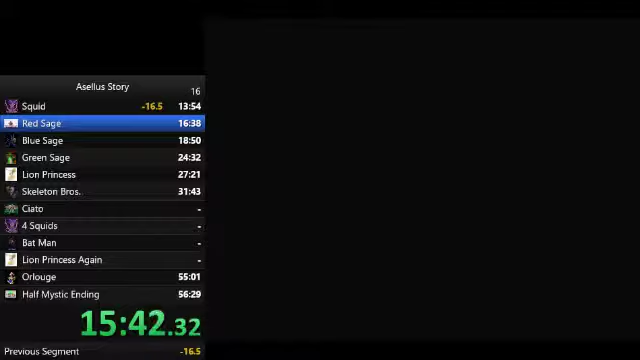 Asellus Story
16
Squid -16.5 13:54
Red Sage 16:38
Blue Sage 18:50
Green Sage 24:32
Lion Princess 27:21
Skeleton Bros. 31:43
Ciato -
4 Squids -
Bat Man -
Lion Princess Again -
Orlouge 55:01
Half Mystic Ending 56:29
15:42.32
Previous Segment -16.5